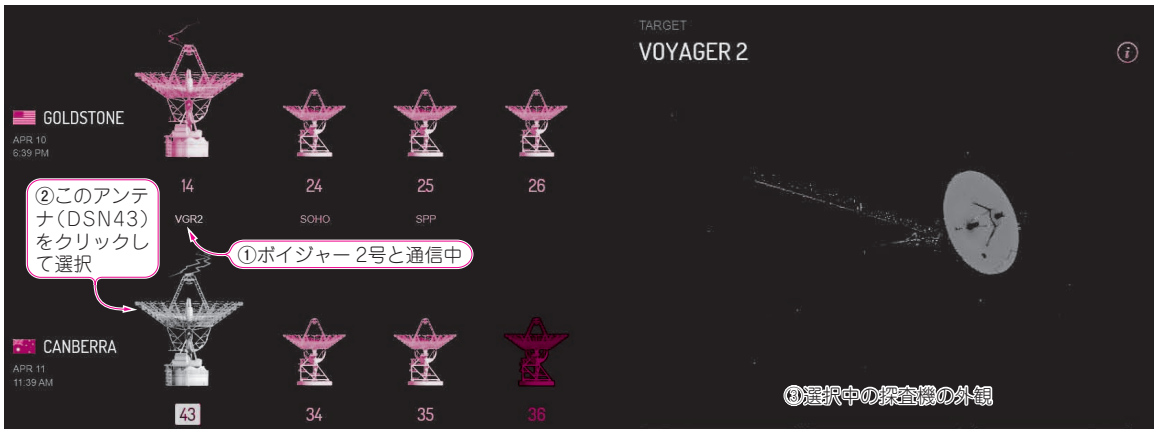 GOLDSTONE
APR 10
6:39 PM
14
24
25
26
VGR2
SOHO
SPP
②このアンテ
ナ(DSN43)
をクリックし
て選択
①ボイジャー2号と通信中
CANBERRA
APR 11
11:39 AM
43
34
35
36
TARGET
VOYAGER 2
i
③選択中の探査機の外観